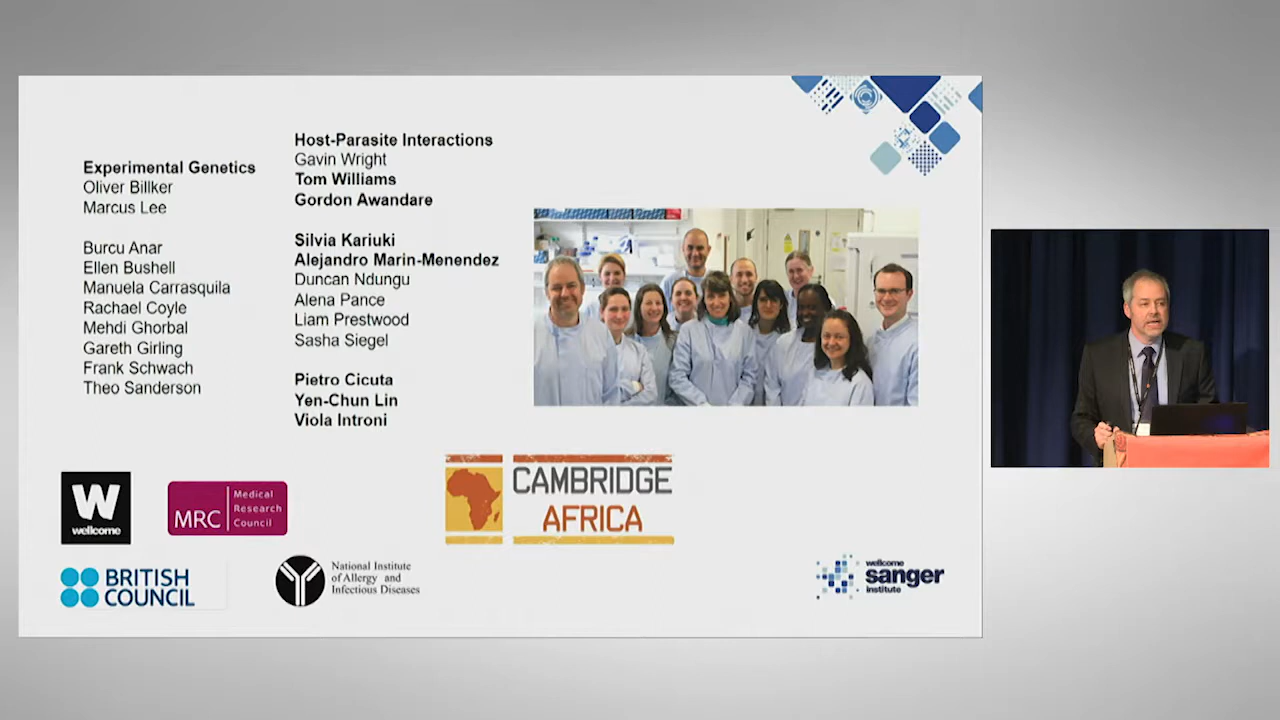 Experimental Genetics
Oliver Billker
Marcus Lee
Burcu Anar
Ellen Bushell
Manuela Carrasquila
Rachael Coyle
Mehdi Ghorbal
Gareth Girling
Frank Schwach
Theo Sanderson
Host-Parasite Interactions
Gavin Wright
Tom Williams
Gordon Awandare
Silvia Kariuki
Alejandro Marin-Menendez
Duncan Ndungu
Alena Pance
Liam Prestwood
Sasha Siegel
Pietro Cicuta
Yen-Chun Lin
Viola Introni
W
wellcome
MRC
Medical
Research
Council
CAMBRIDGE
AFRICA
BRITISH
COUNCIL
National Institute
of Allergy and
Infectious Diseases
wellcome
sanger
institute